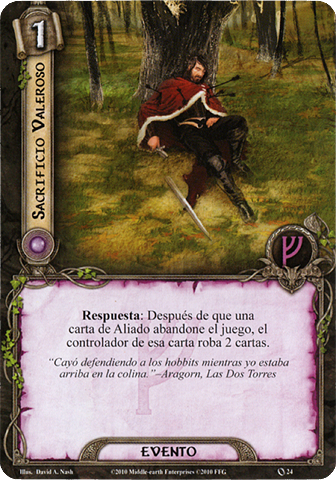 1
Sacrificio Valeroso
Respuesta: Después de que una
carta de Aliado abandone el juego, el
controlador de esa carta roba 2 cartas.
“Cayó defendiendo a los hobbits mientras yo estaba
arriba en la colina.”–Aragorn, Las Dos Torres
EVENTO
Illus. David A. Nash
©2010 Middle-earth Enterprises ©2010 FFG
24